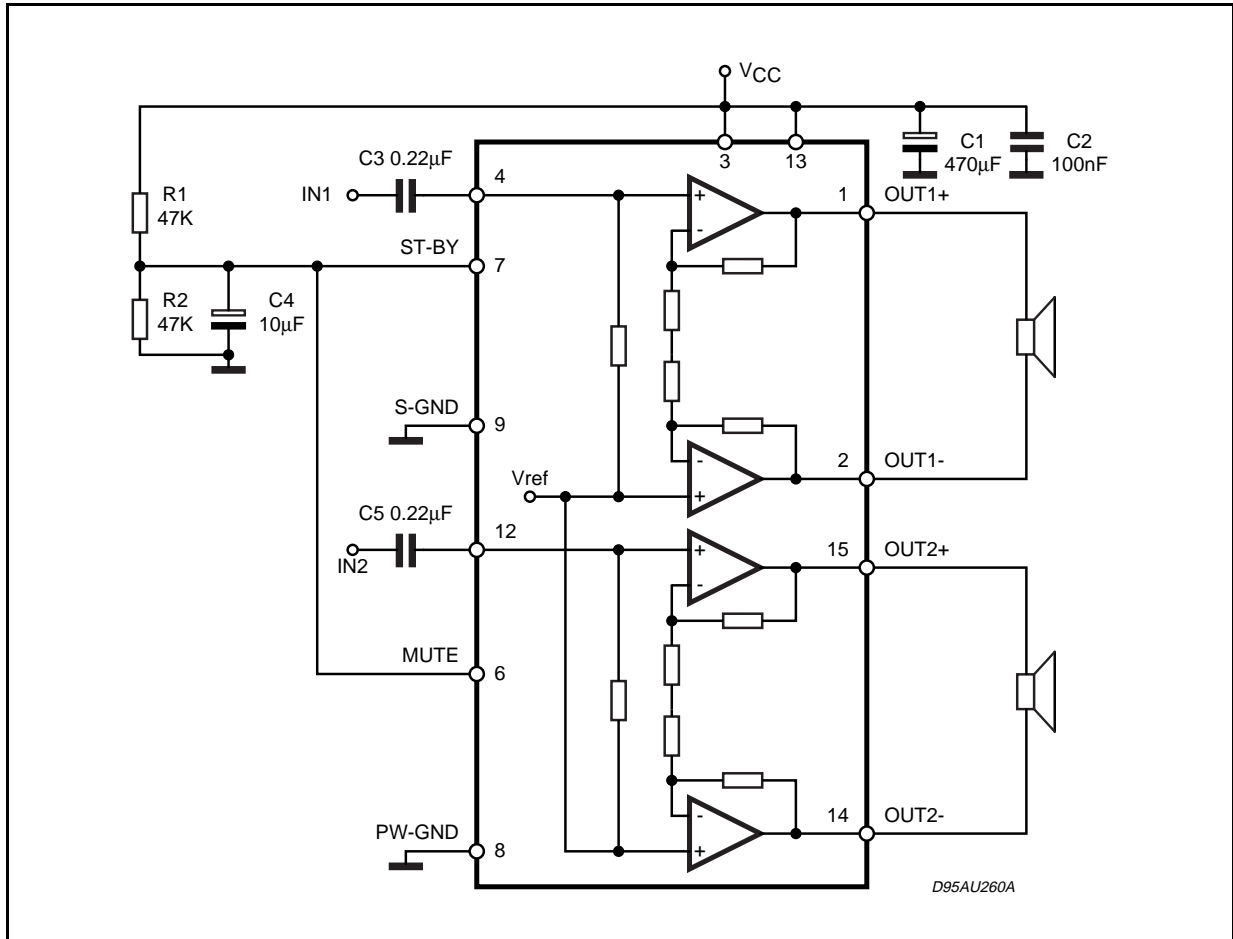 VCC
C3 0.22µF
3
13
C1
470µF
C2
100nF
IN1
4
+
-
1
OUT1+
R1
47K
ST-BY
7
R2
47K
C4
10µF
S-GND
9
-
+
2
OUT1-
Vref
C5 0.22µF
12
IN2
+
-
15
OUT2+
MUTE
6
-
+
14
OUT2-
PW-GND
8
D95AU260A